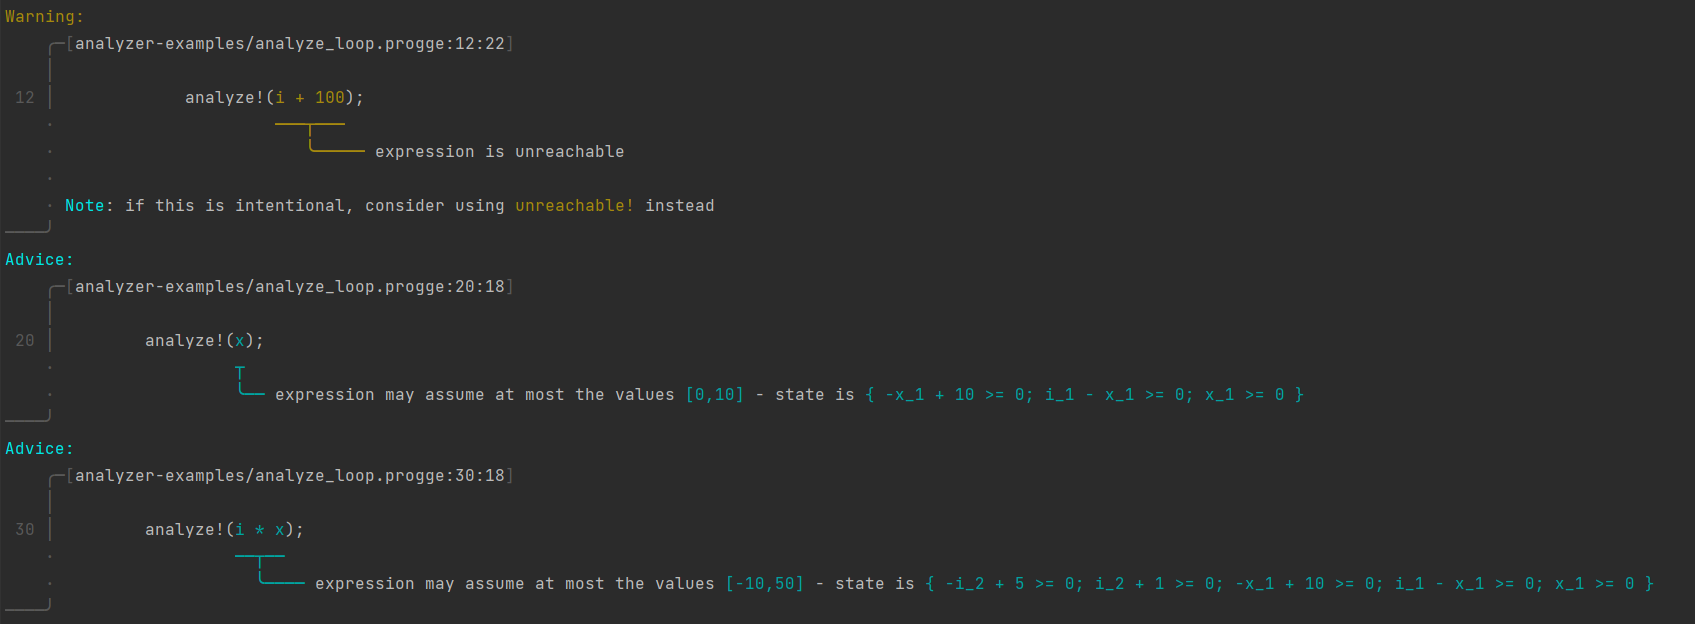 Warning:
[analyzer-examples/analyze_loop.progge:12:22]
12 analyze!(i + 100);
expression is unreachable
Note: if this is intentional, consider using unreachable! instead
Advice:
[analyzer-examples/analyze_loop.progge:20:18]
20 analyze!(x);
expression may assume at most the values [0,10] - state is { -x_1 + 10 >= 0; i_1 - x_1 >= 0; x_1 >= 0 }
Advice:
[analyzer-examples/analyze_loop.progge:30:18]
30 analyze!(i * x);
expression may assume at most the values [-10,50] - state is { -i_2 + 5 >= 0; i_2 + 1 >= 0; -x_1 + 10 >= 0; i_1 - x_1 >= 0; x_1 >= 0 }